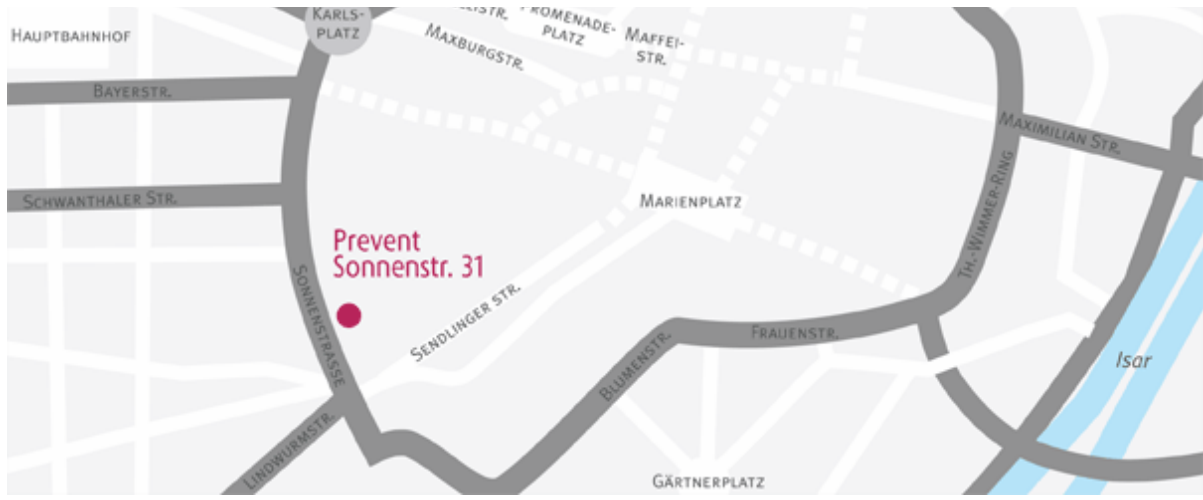 KARLS-
PLATZ
STR.
PROMENADE-
PLATZ
MAFFEI-
STR.
HAUPTBAHNHOF
MAXBURGSTR.
BAYERSTR.
MAXIMILIAN STR.
SCHWANTHALER STR.
MARIENPLATZ
TH.-WIMMER-RING
Prevent
Sonnenstr. 31
SONNENSTRASSE
SENDLINGER STR.
FRAUENSTR.
BLUMENSTR.
Isar
LINDWURMSTR.
GÄRTNERPLATZ